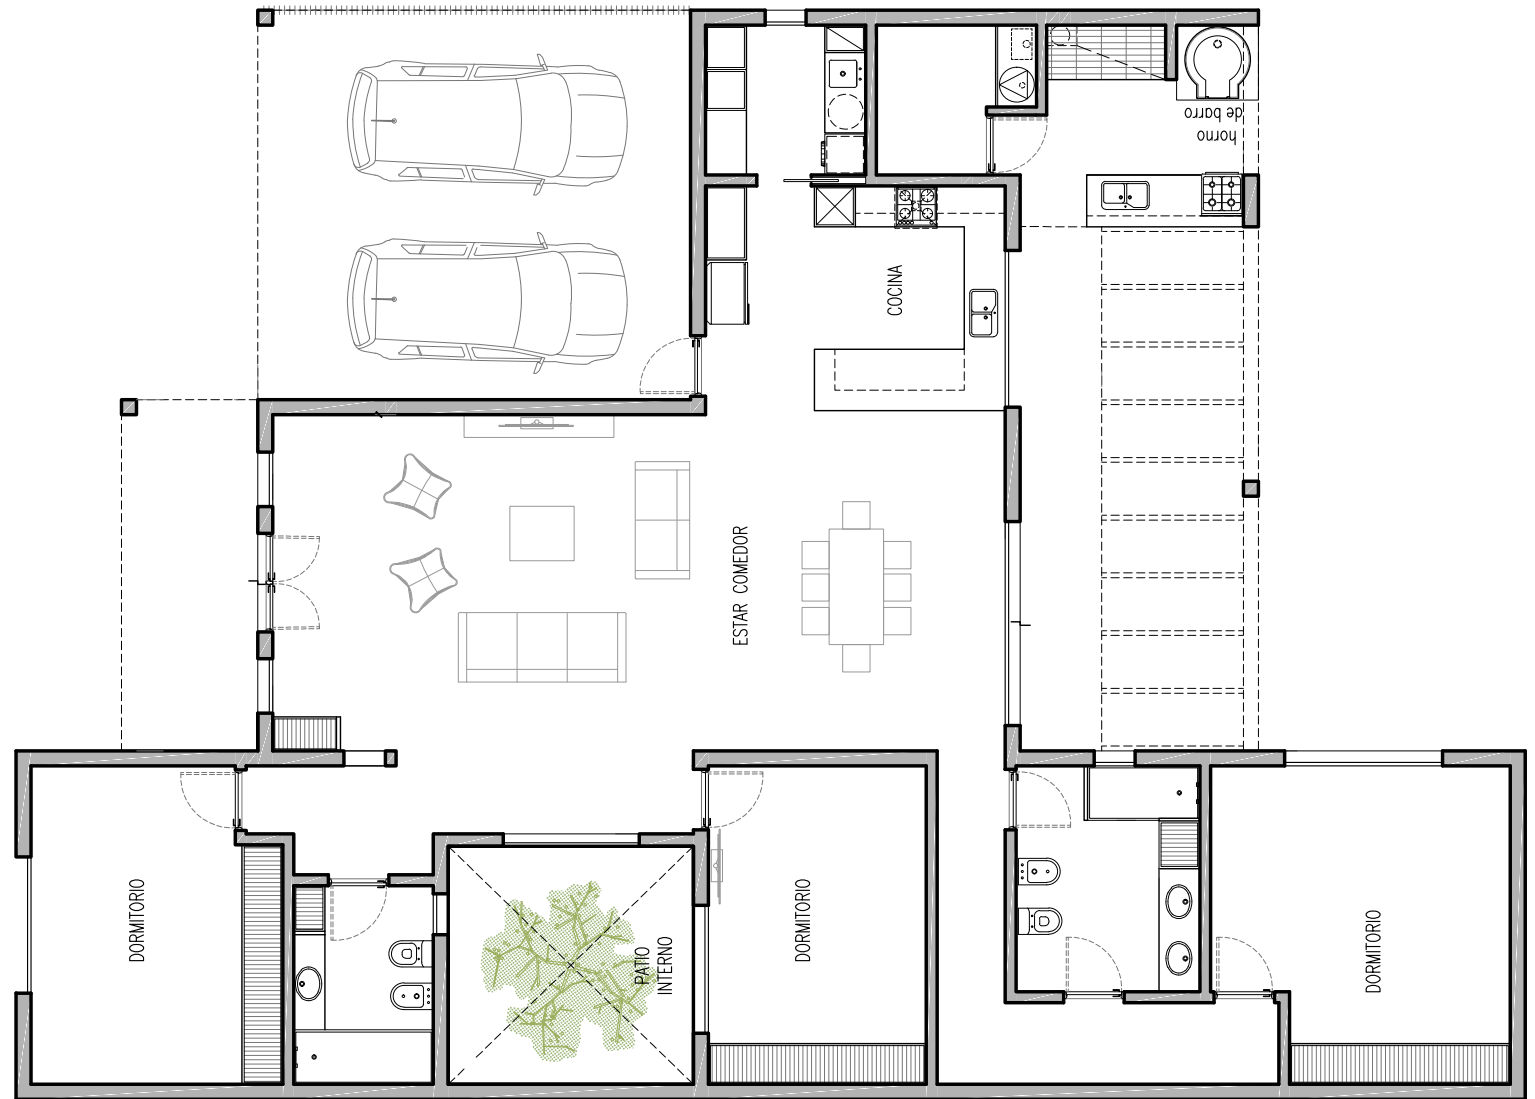 horno
de barro
COCINA
ESTAR COMEDOR
DORMITORIO
PATIO
INTERNO
DORMITORIO
DORMITORIO